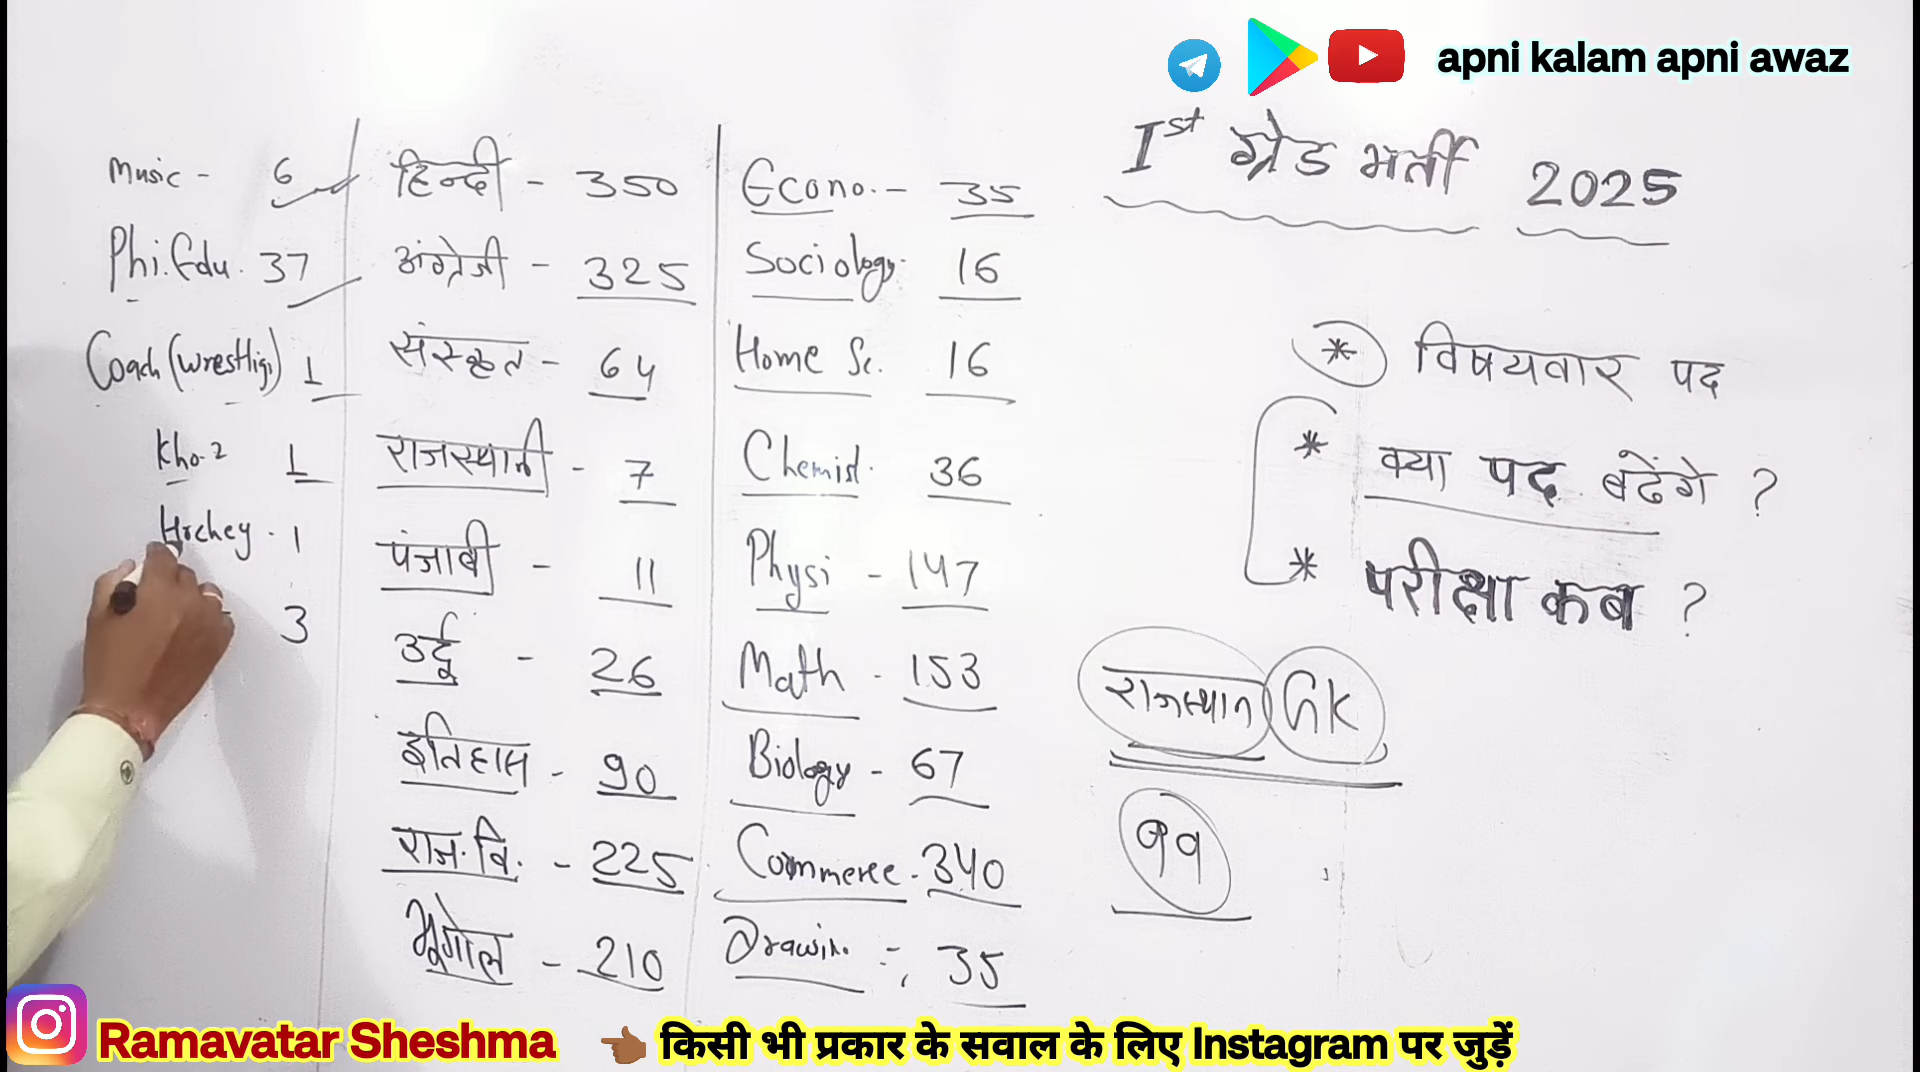 apni kalam apni awaz
Ist ग्रेड भर्ती 2025
* विषयवार पद
* क्या पद बढेंगे ?
* परीक्षा कब ?
राजस्थान GK
99
Music - 6
Phi. Edu. 37
Coach (Wrestlig) 1
Kho-2 1
Hockey - 1
3
हिन्दी - 350
अंग्रेजी - 325
संस्कृत - 64
राजस्थानी - 7
पंजाबी - 11
उर्दू - 26
इतिहास - 90
राज. वि. - 225
भूगोल - 210
Econo. - 35
Sociology. 16
Home Sc. 16
Chemist. 36
Physi - 147
Math - 153
Biology - 67
Commerce - 340
Drawin. - 35
Ramavatar Sheshma
किसी भी प्रकार के सवाल के लिए Instagram पर जुड़ें